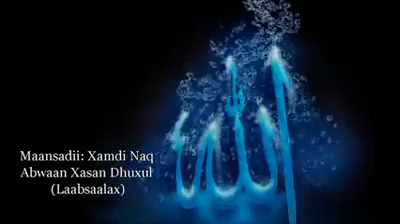 الله
Maansadii: Xamdi Naq
Abwaan Xasan Dhuxul
(Laabsaalax)